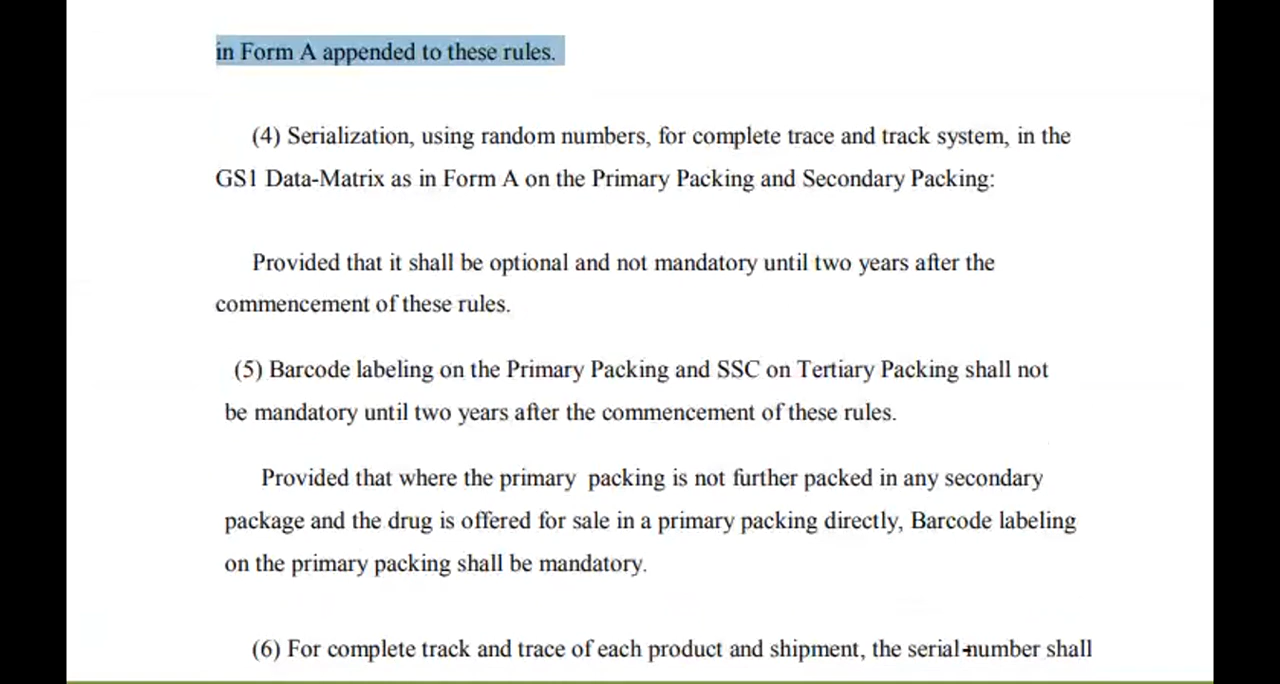 in Form A appended to these rules.
(4) Serialization, using random numbers, for complete trace and track system, in the
GS1 Data-Matrix as in Form A on the Primary Packing and Secondary Packing:
Provided that it shall be optional and not mandatory until two years after the
commencement of these rules.
(5) Barcode labeling on the Primary Packing and SSC on Tertiary Packing shall not
be mandatory until two years after the commencement of these rules.
Provided that where the primary packing is not further packed in any secondary
package and the drug is offered for sale in a primary packing directly, Barcode labeling
on the primary packing shall be mandatory.
(6) For complete track and trace of each product and shipment, the serial number shall